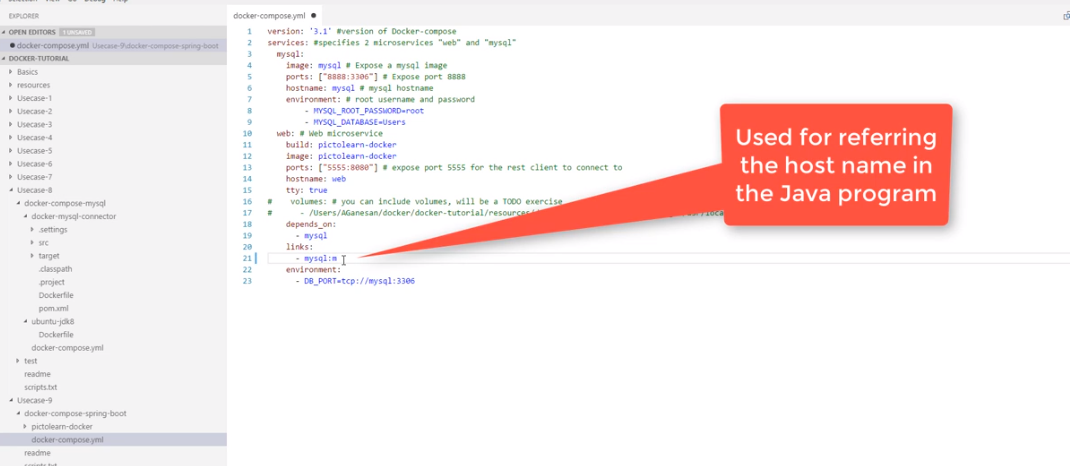 Selection View Go Debug Help
EXPLORER
OPEN EDITORS 1 UNSAVED
docker-compose.yml Usecase-9\docker-compose-spring-boot
DOCKER-TUTORIAL
Basics
resources
Usecase-1
Usecase-2
Usecase-3
Usecase-4
Usecase-5
Usecase-6
Usecase-7
Usecase-8
docker-compose-mysql
docker-mysql-connector
.settings
src
target
.classpath
.project
Dockerfile
pom.xml
ubuntu-jdk8
Dockerfile
docker-compose.yml
test
readme
scripts.txt
Usecase-9
docker-compose-spring-boot
pictolearn-docker
docker-compose.yml
readme
scripts.txt
docker-compose.yml
1 version: '3.1' #version of Docker-compose
2 services: #specifies 2 microservices "web" and "mysql"
3 mysql:
4 image: mysql # Expose a mysql image
5 ports: ["8888:3306"] # Expose port 8888
6 hostname: mysql # mysql hostname
7 environment: # root username and password
8 - MYSQL_ROOT_PASSWORD=root
9 - MYSQL_DATABASE=Users
10 web: # Web microservice
11 build: pictolearn-docker
12 image: pictolearn-docker
13 ports: ["5555:8080"] # expose port 5555 for the rest client to connect to
14 hostname: web
15 tty: true
16 # volumes: # you can include volumes, will be a TODO exercise
17 # - /Users/AGanesan/docker/docker-tutorial/resources/
18 depends_on:
19 - mysql
20 links:
21 - mysql:m
22 environment:
23 - DB_PORT=tcp://mysql:3306
Used for referring
the host name in
the Java program